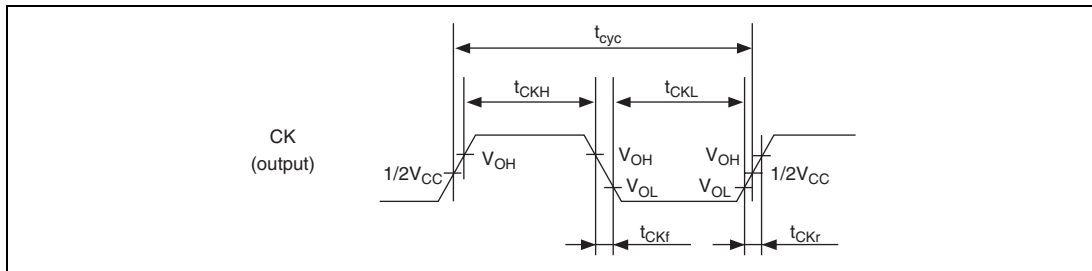 tcyc
tCKH
tCKL
CK
(output)
1/2VCC
VOH
VOH
VOL
VOH
VOL
1/2VCC
tCKf
tCKr